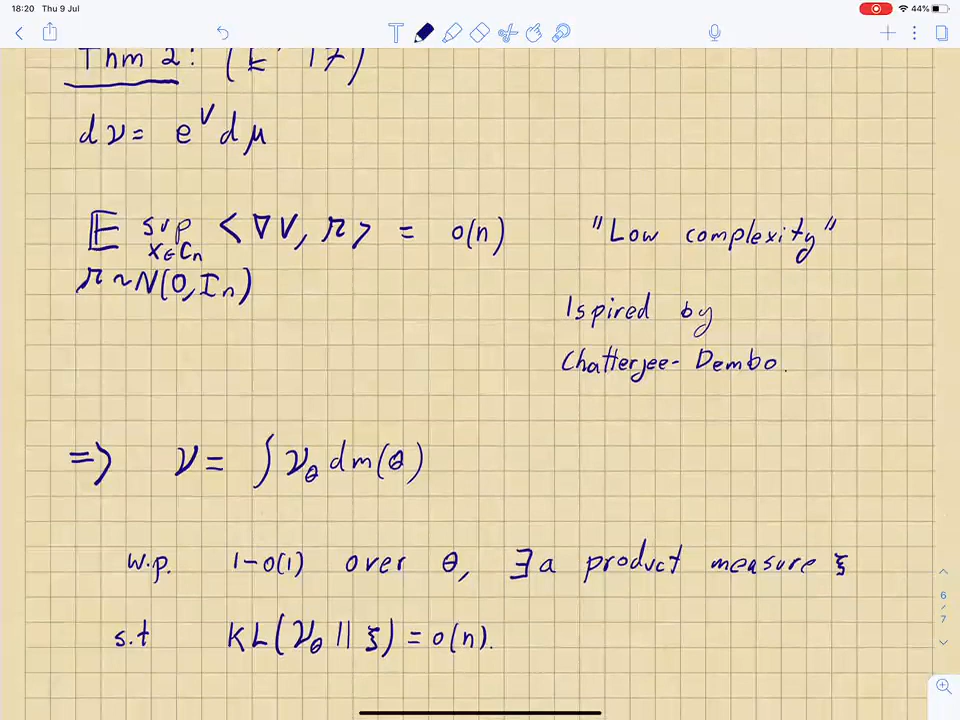 18:20 Thu 9 Jul
44%
Thm 2: (E '17)
dν = e^V dμ
𝔼 sup <∇V, Γ> = o(n) "Low complexity"
x∈C_n
Γ~N(0, I_n)
Ispired by
Chatterjee-Dembo.
=> ν = ∫ ν_θ dm(θ)
w.p. 1-o(1) over θ, ∃ a product measure ξ
s.t KL(ν_θ || ξ) = o(n).
6
/
7